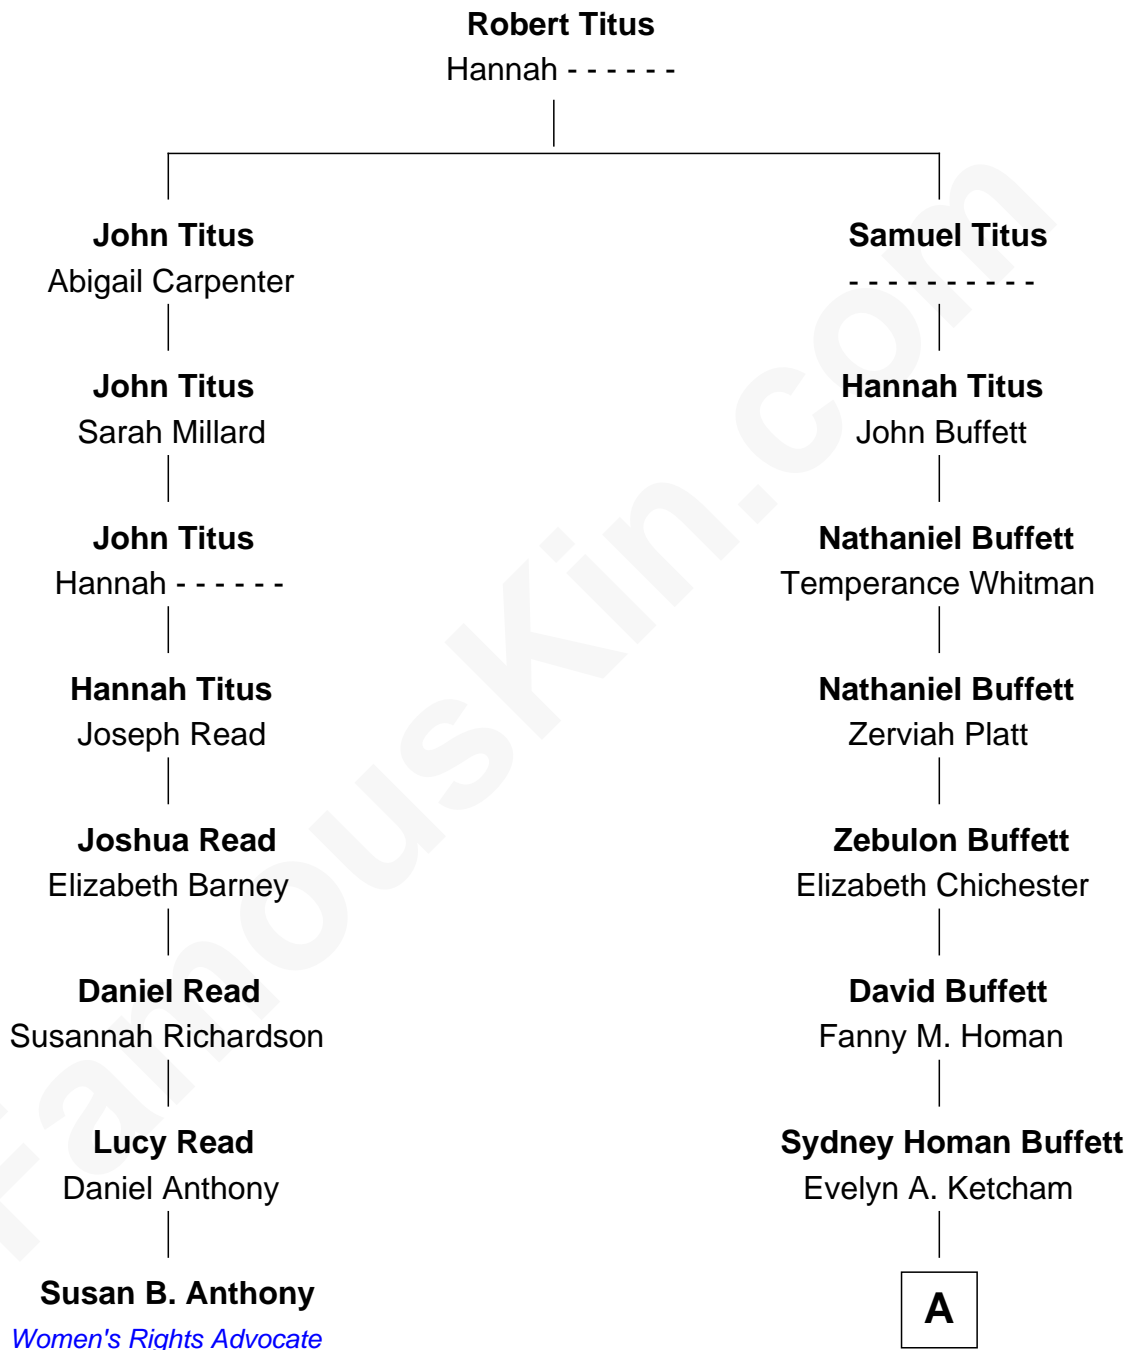 Robert Titus
Hannah - - - - - -
John Titus
Abigail Carpenter
John Titus
Sarah Millard
John Titus
Hannah - - - - - -
Hannah Titus
Joseph Read
Joshua Read
Elizabeth Barney
Daniel Read
Susannah Richardson
Lucy Read
Daniel Anthony
Susan B. Anthony
Women's Rights Advocate
Samuel Titus
- - - - - - - - - -
Hannah Titus
John Buffett
Nathaniel Buffett
Temperance Whitman
Nathaniel Buffett
Zerviah Platt
Zebulon Buffett
Elizabeth Chichester
David Buffett
Fanny M. Homan
Sydney Homan Buffett
Evelyn A. Ketcham
A
FamousKin.com